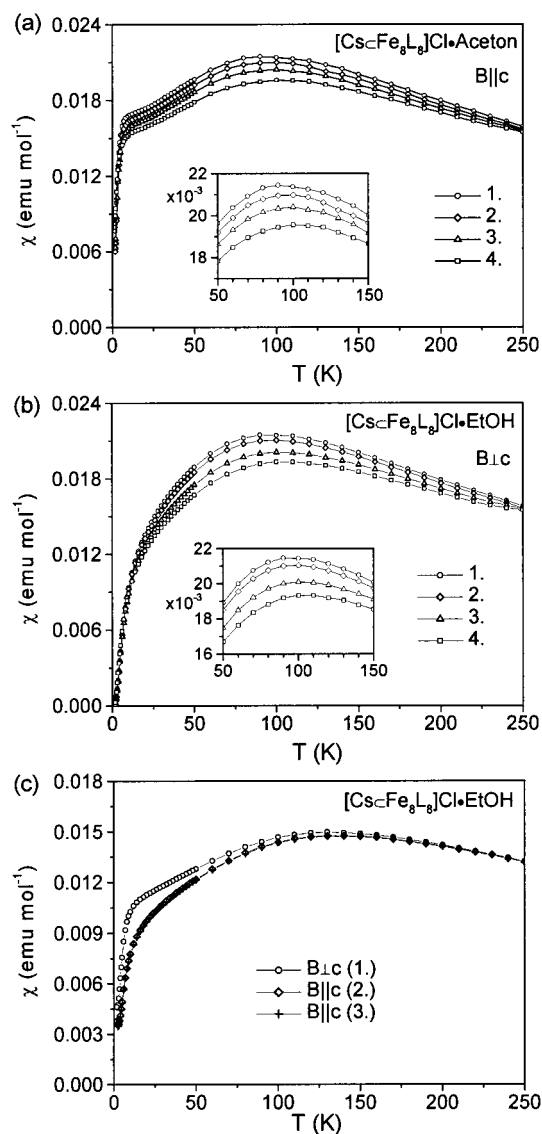 (a)
0.024
[Cs⊂Fe₈L₈]Cl•Aceton
B||c
0.018
χ (emu mol⁻¹)
0.012
0.006
0.000
22
x10⁻³ 21
20
19
18
50 100 150
1.
2.
3.
4.
0 50 100 150 200 250
T (K)
(b)
0.024
[Cs⊂Fe₈L₈]Cl•EtOH
B⊥c
0.018
χ (emu mol⁻¹)
0.012
0.006
0.000
22
x10⁻³
20
18
16
50 100 150
1.
2.
3.
4.
0 50 100 150 200 250
T (K)
(c)
0.018
[Cs⊂Fe₈L₈]Cl•EtOH
0.015
0.012
χ (emu mol⁻¹)
0.009
0.006
0.003
0.000
B⊥c (1.)
B||c (2.)
B||c (3.)
0 50 100 150 200 250
T (K)